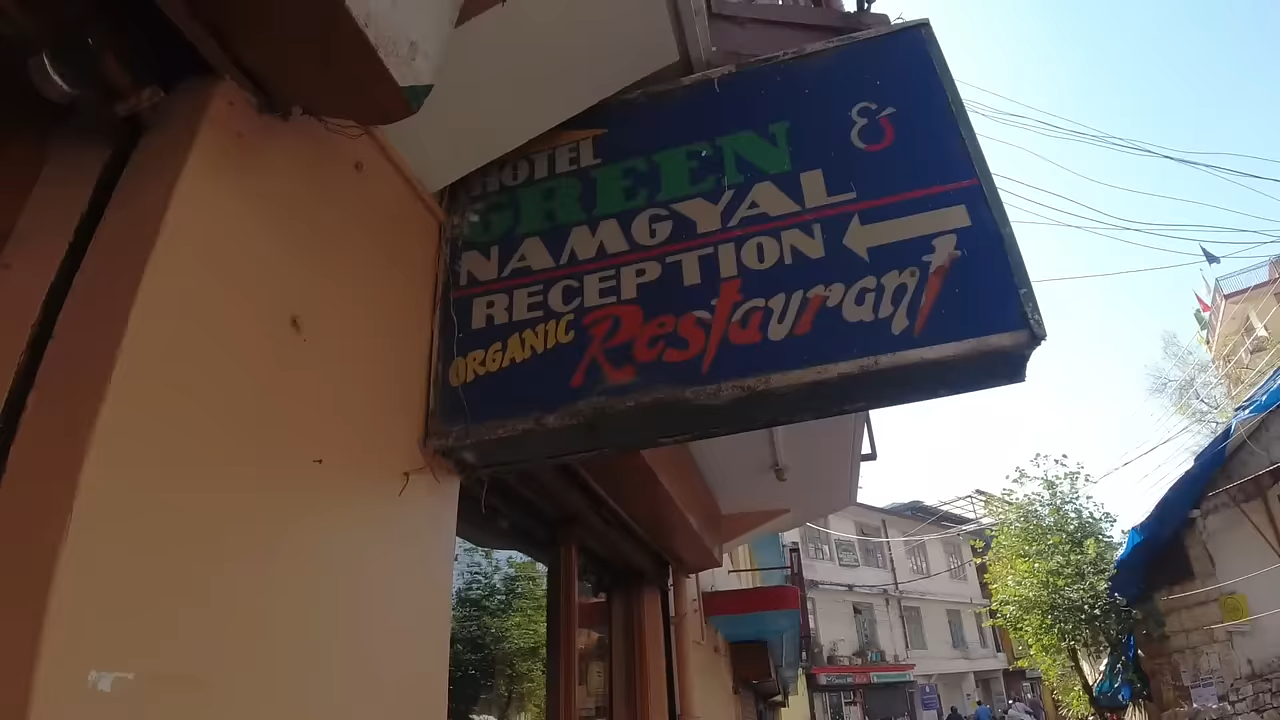 HOTEL
GREEN &
NAMGYAL
RECEPTION
ORGANIC Restaurant